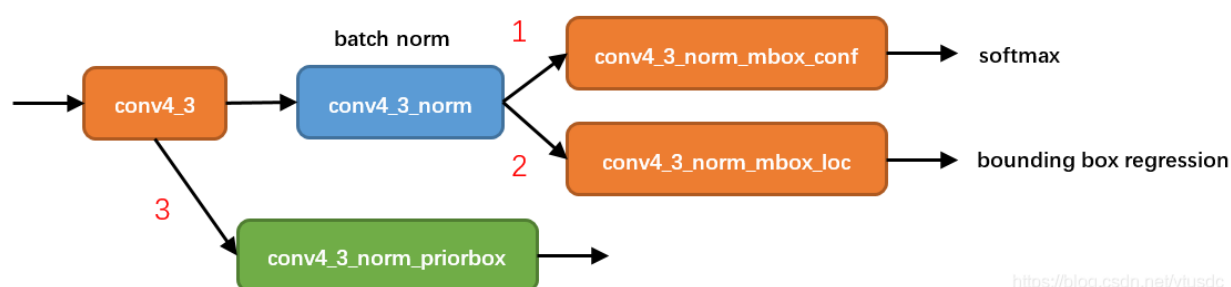 batch norm
1
conv4_3_norm_mbox_conf
softmax
conv4_3
conv4_3_norm
2
conv4_3_norm_mbox_loc
bounding box regression
3
conv4_3_norm_priorbox
https://blog.csdn.net/ytusdc